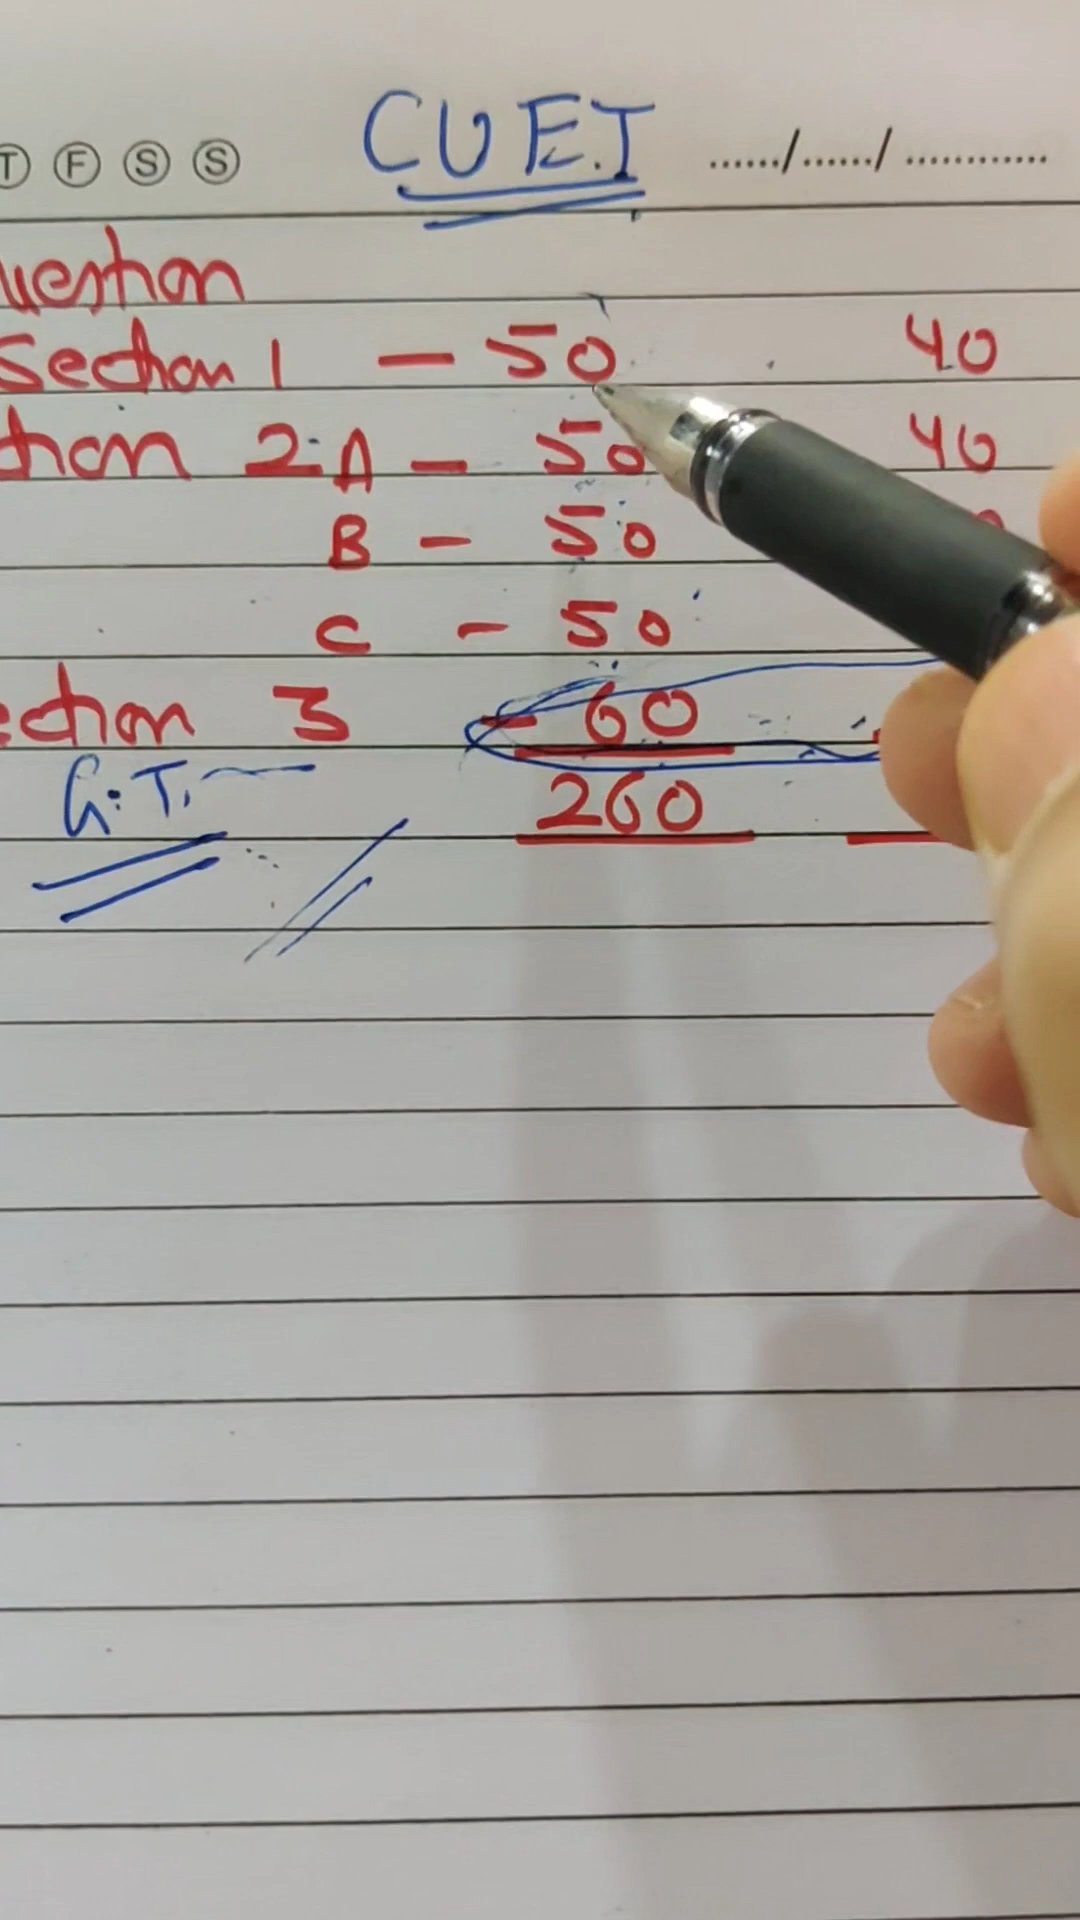 T F S S CUET ....../....../............
uestion
Section 1 - 50 40
tion 2. A - 50 40
B - 50
C - 50
ection 3 - 60
G.T. 260